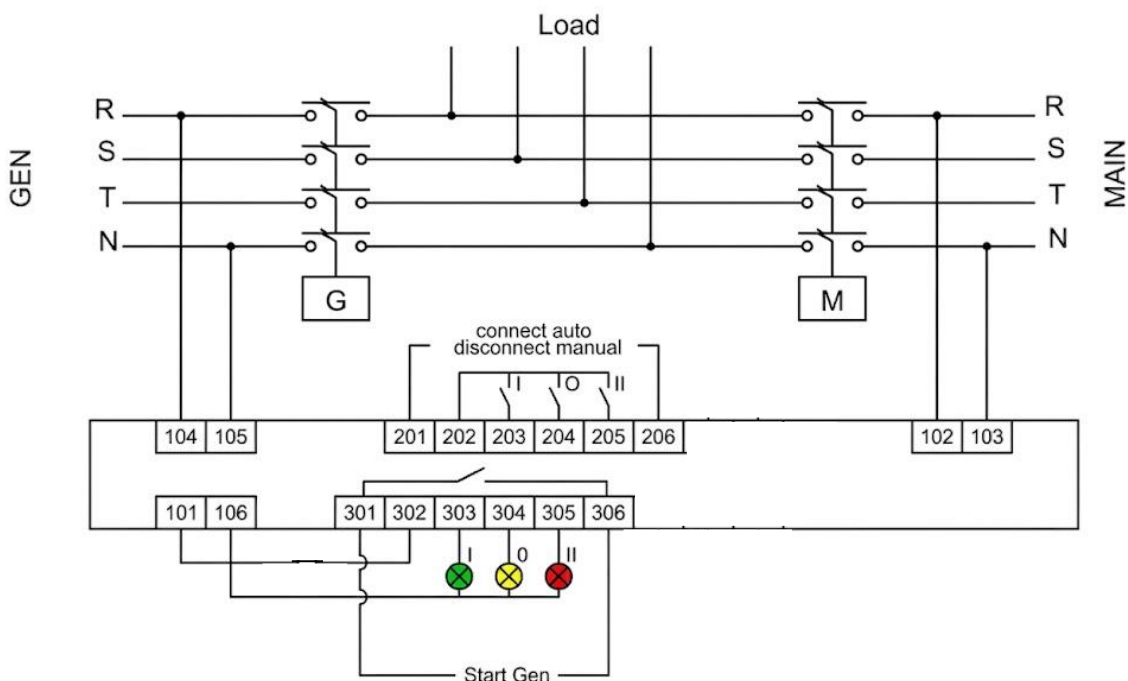 Load
R
R
S
S
T
T
N
N
GEN
MAIN
G
M
connect auto
disconnect manual
I
O
II
104 105
201 202 203 204 205 206
102 103
101 106
301 302 303 304 305 306
I
0
II
Start Gen